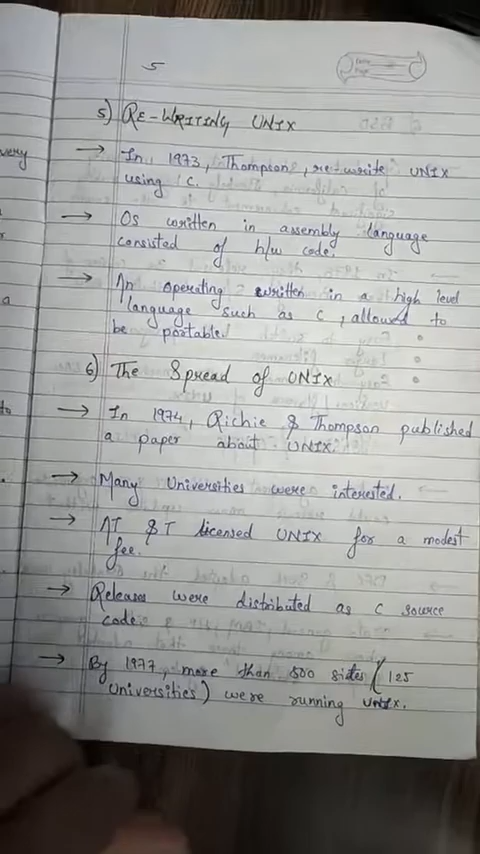 5
5) RE-WRITING UNIX
→ In 1973, Thompson, re-write UNIX
using C.
→ Os written in assembly language
consisted of h/w code.
→ An operating written in a high level
language such as C, allowed to
be portable.
6) The Spread of UNIX
→ In 1974, Richie & Thompson published
a paper about UNIX.
→ Many Universities were interested.
→ AT &T licensed UNIX for a modest
fee.
→ Releases were distributed as C source
code.
→ By 1977, more than 500 sites (125
Universities) were running UNIX.